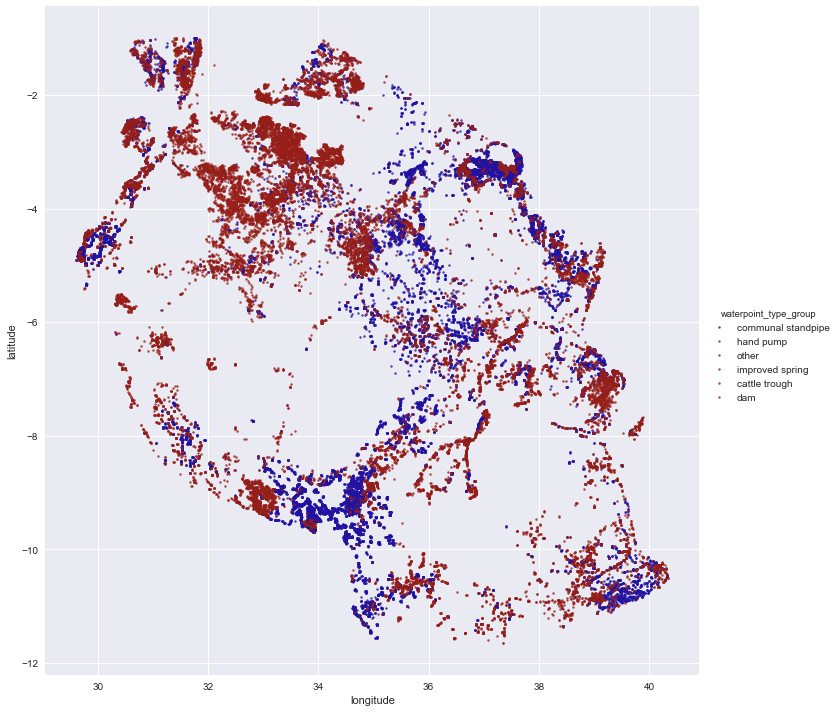 −2
−4
−6
−8
−10
−12
latitude
30
32
34
36
38
40
longitude
waterpoint_type_group
communal standpipe
hand pump
other
improved spring
cattle trough
dam